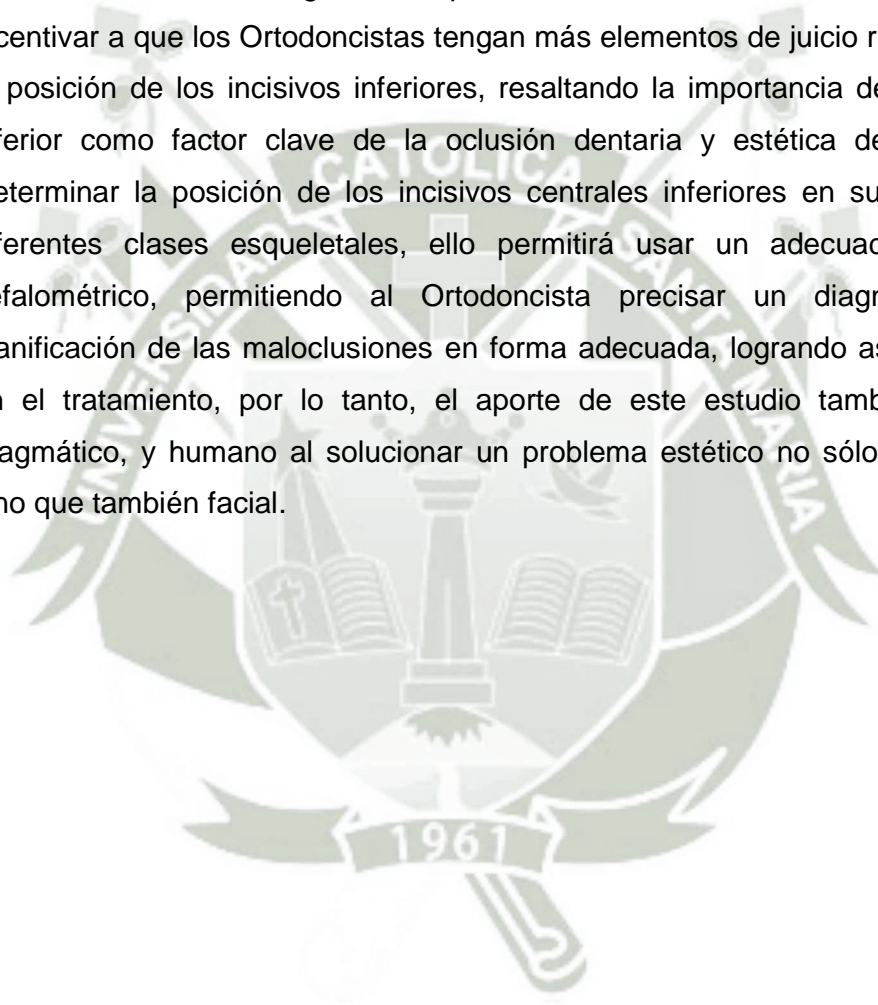 centivar a que los Ortodoncistas tengan más elementos de juicio r
posición de los incisivos inferiores, resaltando la importancia de
ferior como factor clave de la oclusión dentaria y estética de
eterminar la posición de los incisivos centrales inferiores en su
ferentes clases esqueletales, ello permitirá usar un adecuad
efalométrico, permitiendo al Ortodoncista precisar un diagr
anificación de las maloclusiones en forma adecuada, logrando as
n el tratamiento, por lo tanto, el aporte de este estudio tamb
agmático, y humano al solucionar un problema estético no sólo
no que también facial.
UNIVERSIDAD CATOLICA SANTA MARIA
1961